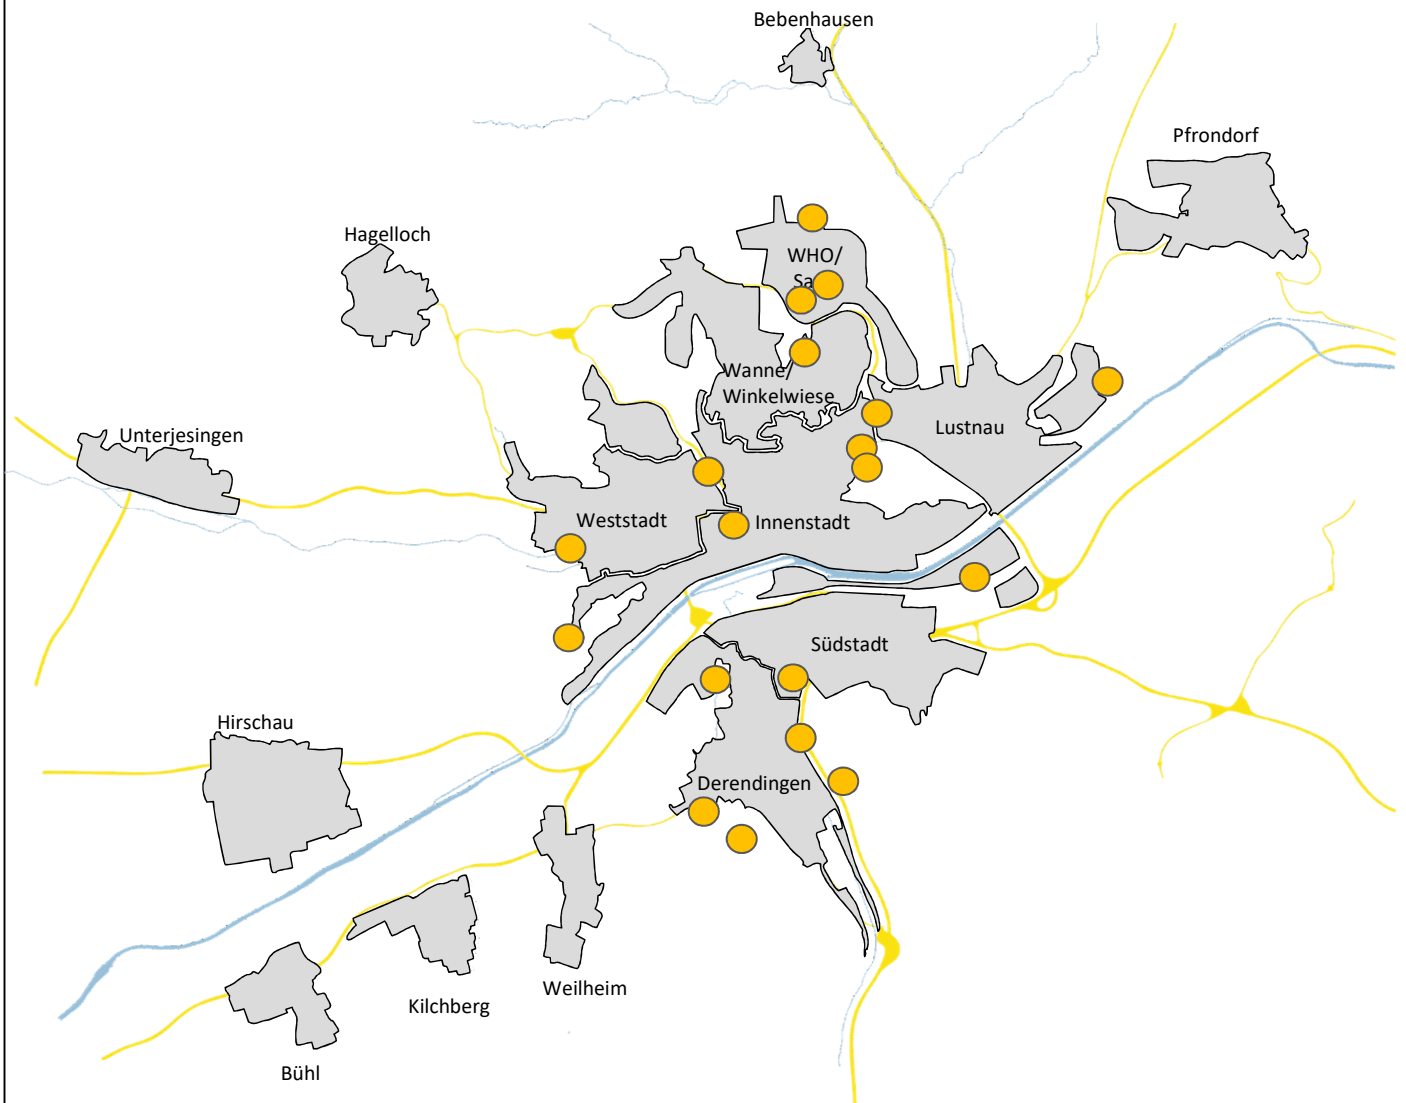 Bebenhausen
Pfrondorf
Hagelloch
WHO/
Wanne/
Winkelwiese
Lustnau
Unterjesingen
Weststadt
Innenstadt
Südstadt
Hirschau
Derendingen
Weilheim
Kilchberg
Bühl